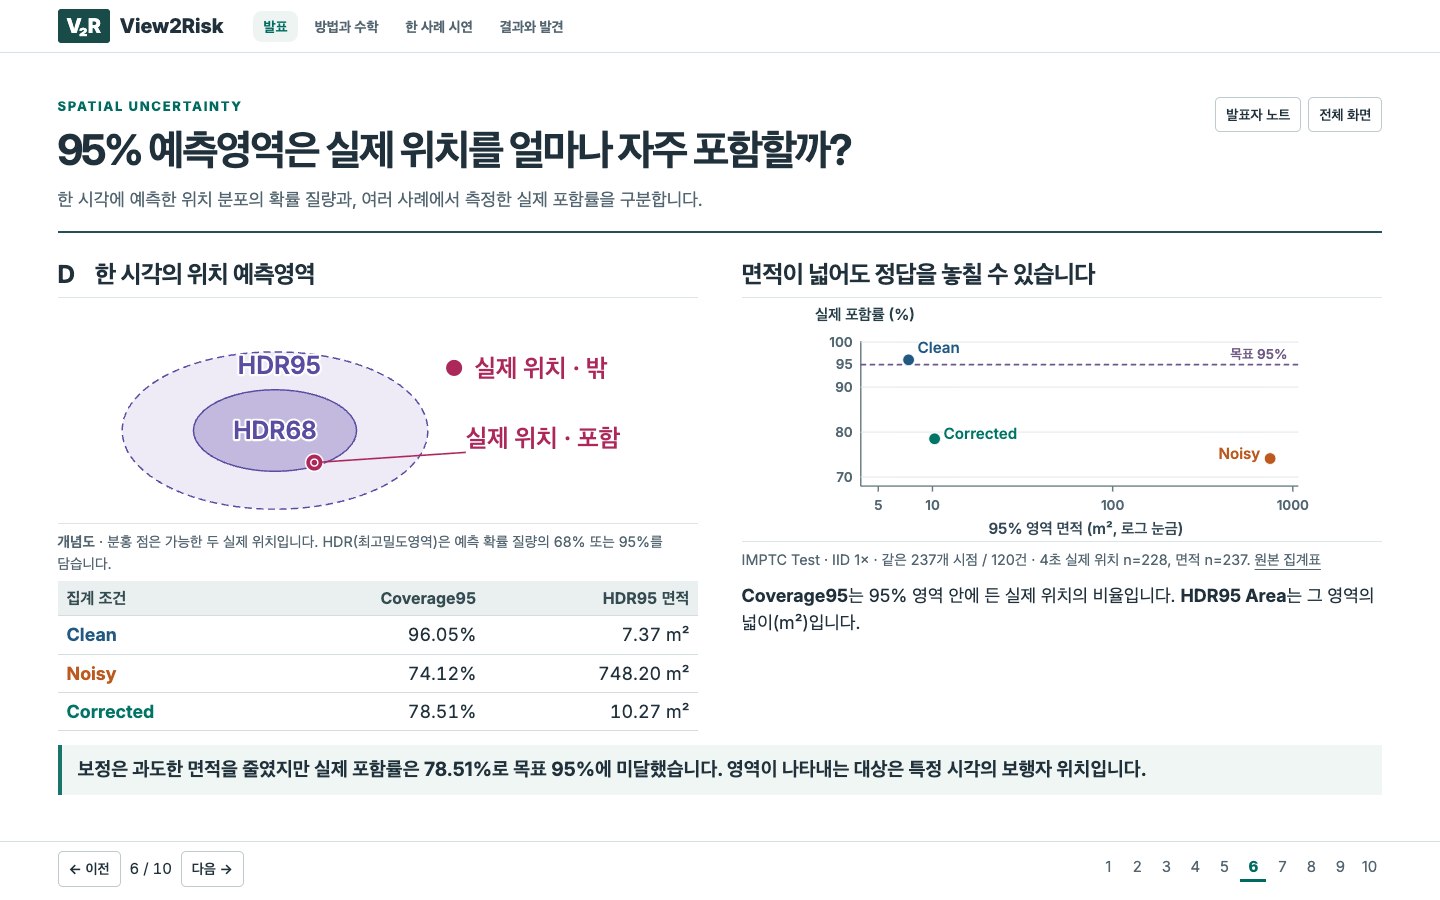 V2R View2Risk 발표 방법과 수학 한 사례 시연 결과와 발견
SPATIAL UNCERTAINTY
발표자 노트 전체 화면
95% 예측영역은 실제 위치를 얼마나 자주 포함할까?
한 시각에 예측한 위치 분포의 확률 질량과, 여러 사례에서 측정한 실제 포함률을 구분합니다.
D 한 시각의 위치 예측영역
HDR95
실제 위치 · 밖
HDR68
실제 위치 · 포함
개념도 · 분홍 점은 가능한 두 실제 위치입니다. HDR(최고밀도영역)은 예측 확률 질량의 68% 또는 95%를
담습니다.
집계 조건 Coverage95 HDR95 면적
Clean 96.05% 7.37 m²
Noisy 74.12% 748.20 m²
Corrected 78.51% 10.27 m²
면적이 넓어도 정답을 놓칠 수 있습니다
실제 포함률 (%)
100
95
90
80
70
Clean
목표 95%
Corrected
Noisy
5 10 100 1000
95% 영역 면적 (m², 로그 눈금)
IMPTC Test · IID 1× · 같은 237개 시점 / 120건 · 4초 실제 위치 n=228, 면적 n=237. 원본 집계표
Coverage95는 95% 영역 안에 든 실제 위치의 비율입니다. HDR95 Area는 그 영역의
넓이(m²)입니다.
보정은 과도한 면적을 줄였지만 실제 포함률은 78.51%로 목표 95%에 미달했습니다. 영역이 나타내는 대상은 특정 시각의 보행자 위치입니다.
← 이전 6 / 10 다음 →
1 2 3 4 5 6 7 8 9 10